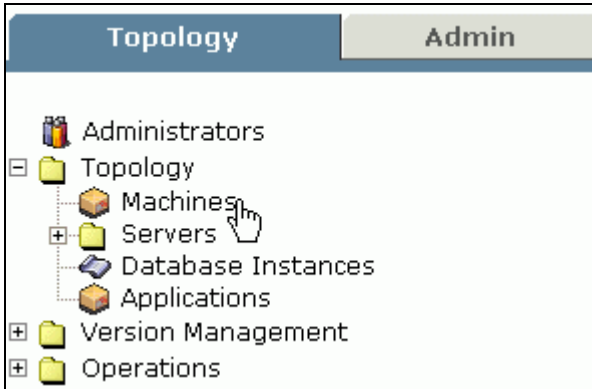 Topology Admin
Administrators
Topology
Machines
Servers
Database Instances
Applications
Version Management
Operations